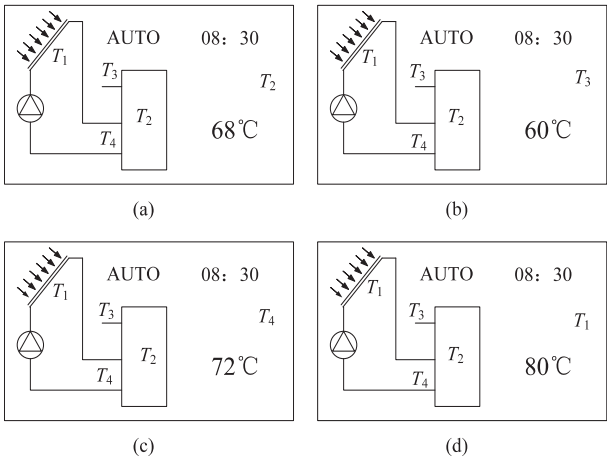 AUTO 08：30
T₁
T₃
T₂
T₂
T₄
68℃
(a)
AUTO 08：30
T₁
T₃
T₃
T₂
T₄
60℃
(b)
AUTO 08：30
T₁
T₃
T₄
T₂
72℃
T₄
(c)
AUTO 08：30
T₁
T₃
T₁
T₂
80℃
T₄
(d)